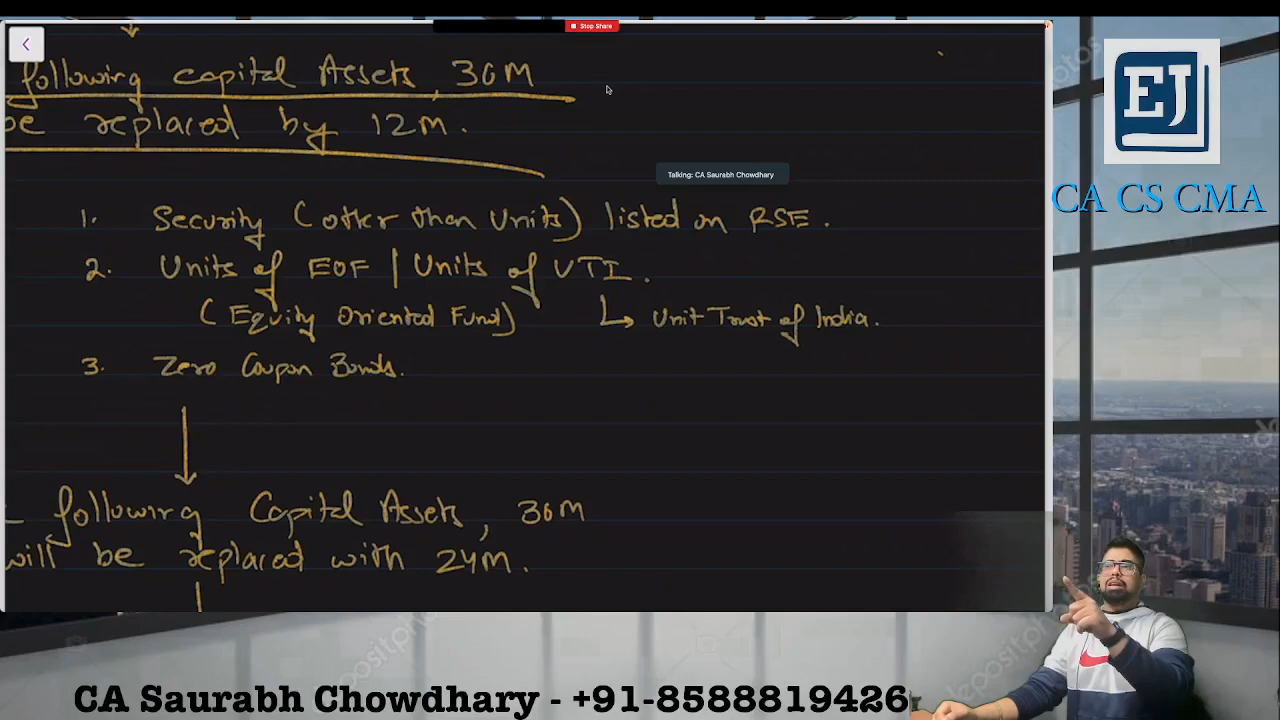 Stop Share
following capital Assets, 36M
be replaced by 12M.
Talking: CA Saurabh Chowdhary
1. Security (other than Units) listed on RSE.
2. Units of EOF | Units of UTI.
(Equity Oriented Fund) ↳ Unit Trust of India.
3. Zero Coupon Bonds.
following Capital Assets, 36M
will be replaced with 24M.
EJ
CA CS CMA
CA Saurabh Chowdhary - +91-8588819426